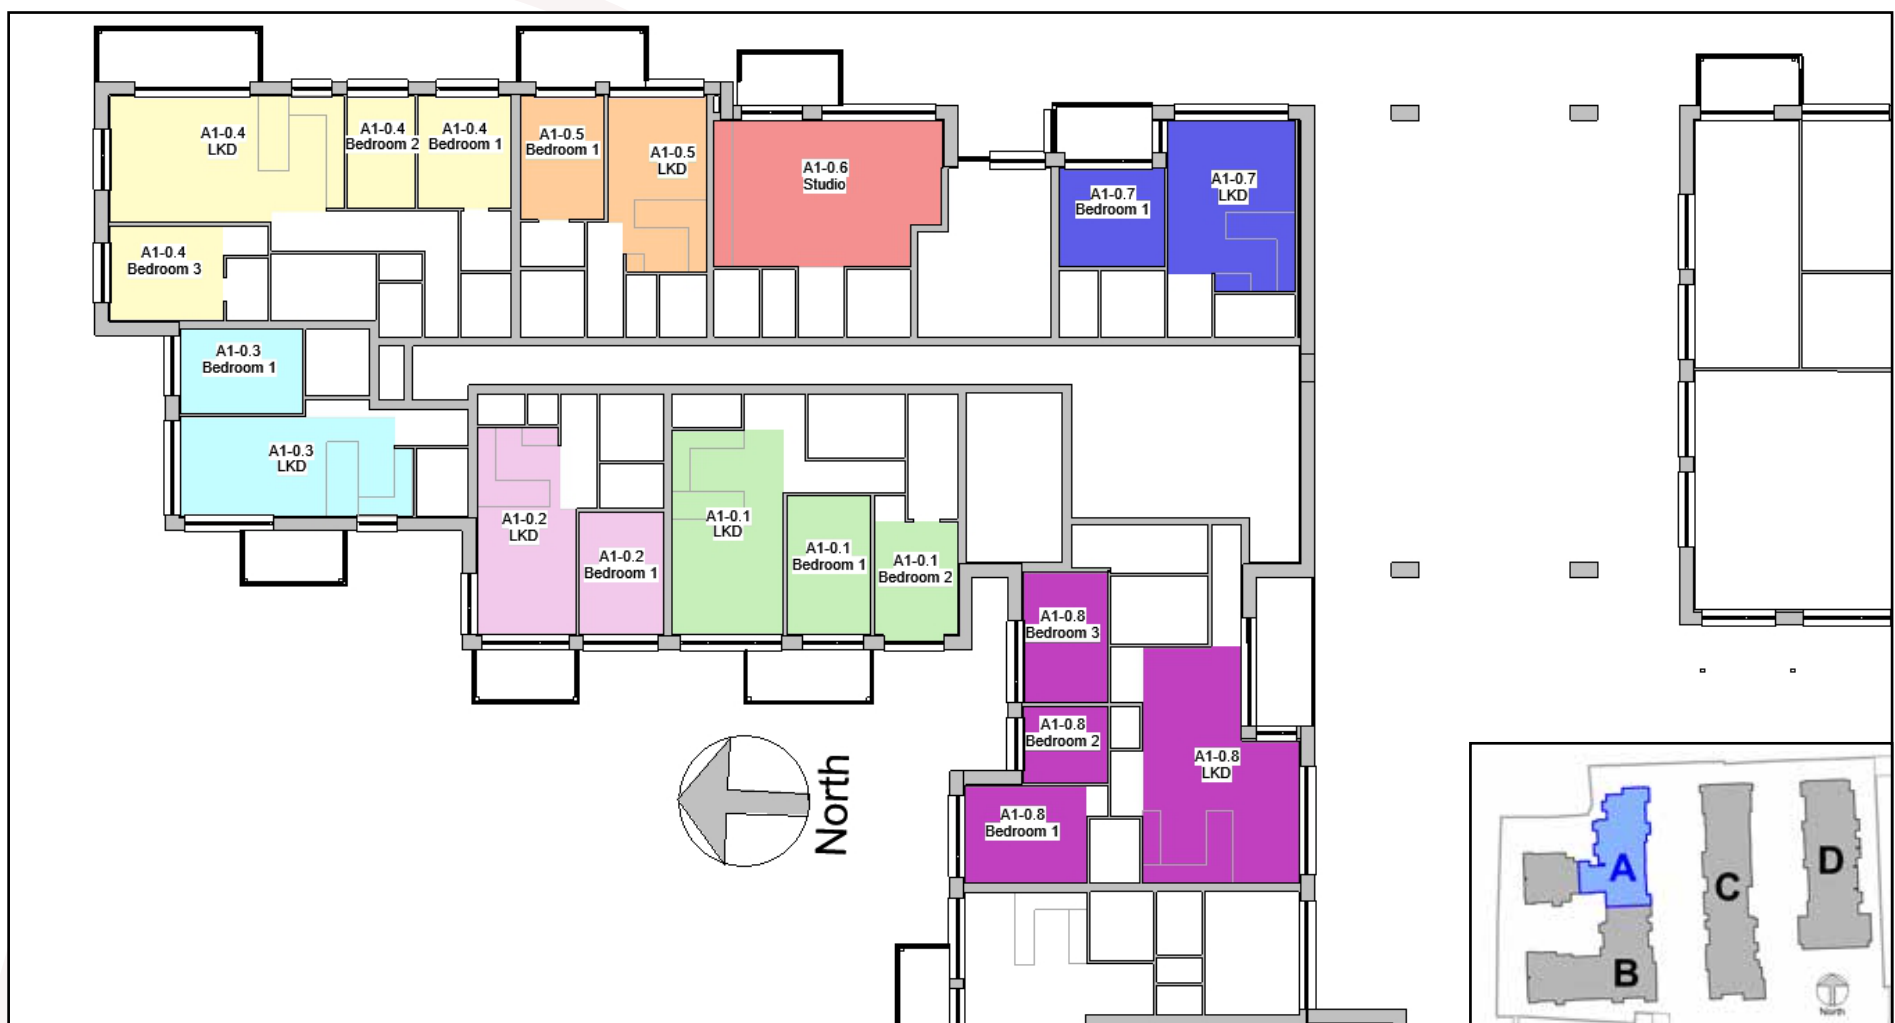 A1-0.4
LKD
A1-0.4
Bedroom 2
A1-0.4
Bedroom 1
A1-0.5
Bedroom 1
A1-0.5
LKD
A1-0.6
Studio
A1-0.7
Bedroom 1
A1-0.7
LKD
A1-0.4
Bedroom 3
A1-0.3
Bedroom 1
A1-0.3
LKD
A1-0.2
LKD
A1-0.2
Bedroom 1
A1-0.1
LKD
A1-0.1
Bedroom 1
A1-0.1
Bedroom 2
A1-0.8
Bedroom 3
A1-0.8
Bedroom 2
A1-0.8
LKD
A1-0.8
Bedroom 1
North
A
B
C
D
North